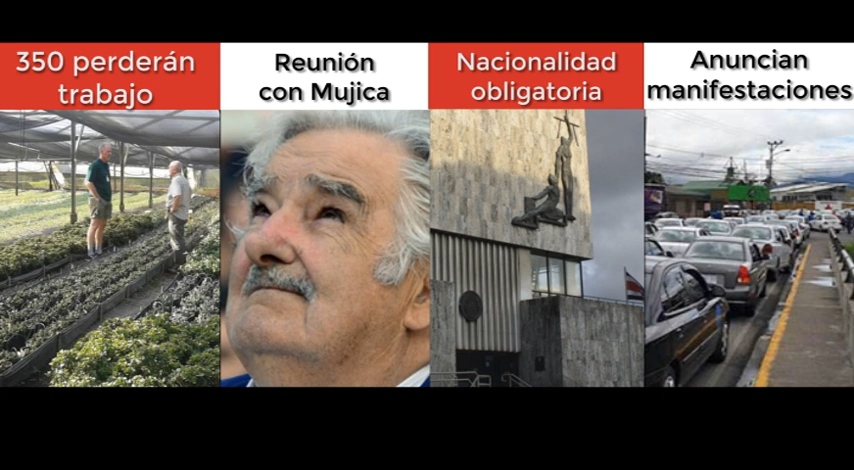 350 perderán
trabajo
Reunión
con Mujica
Nacionalidad
obligatoria
Anuncian
manifestaciones